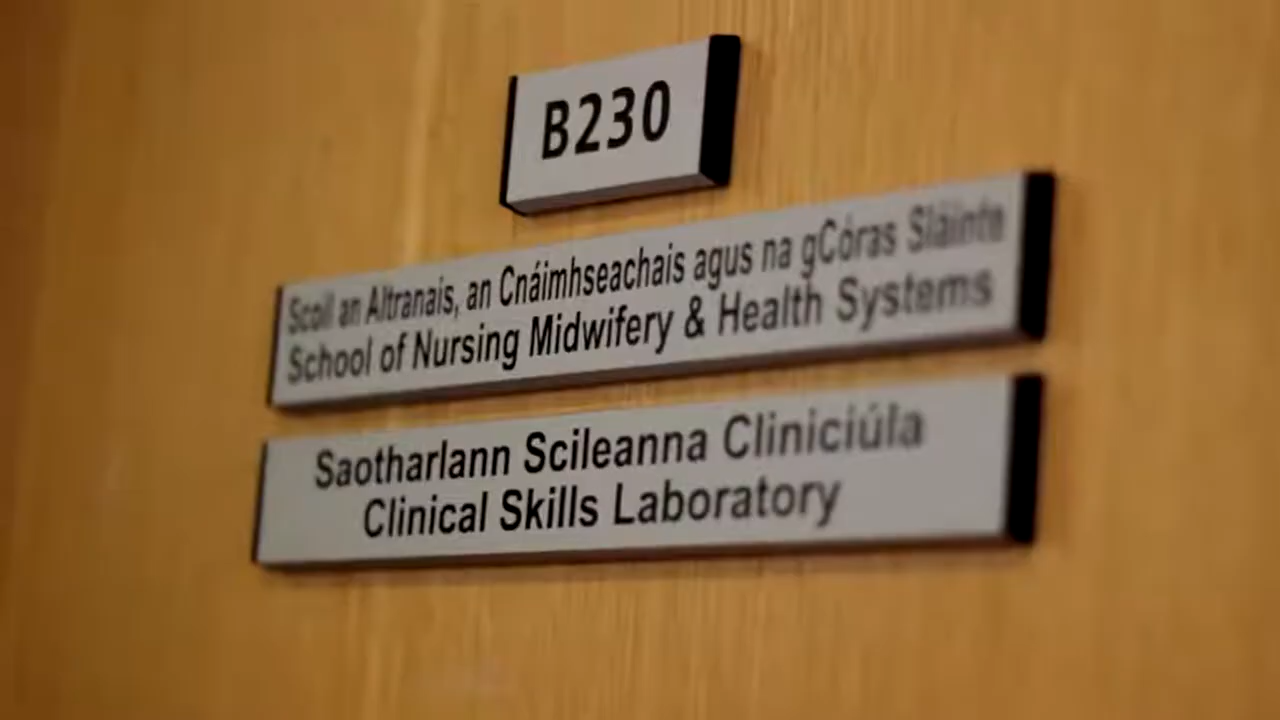 B230
Scoil an Altranais, an Cnáimhseachais agus na gCóras Sláinte
School of Nursing Midwifery & Health Systems
Saotharlann Scileanna Cliniciúla
Clinical Skills Laboratory